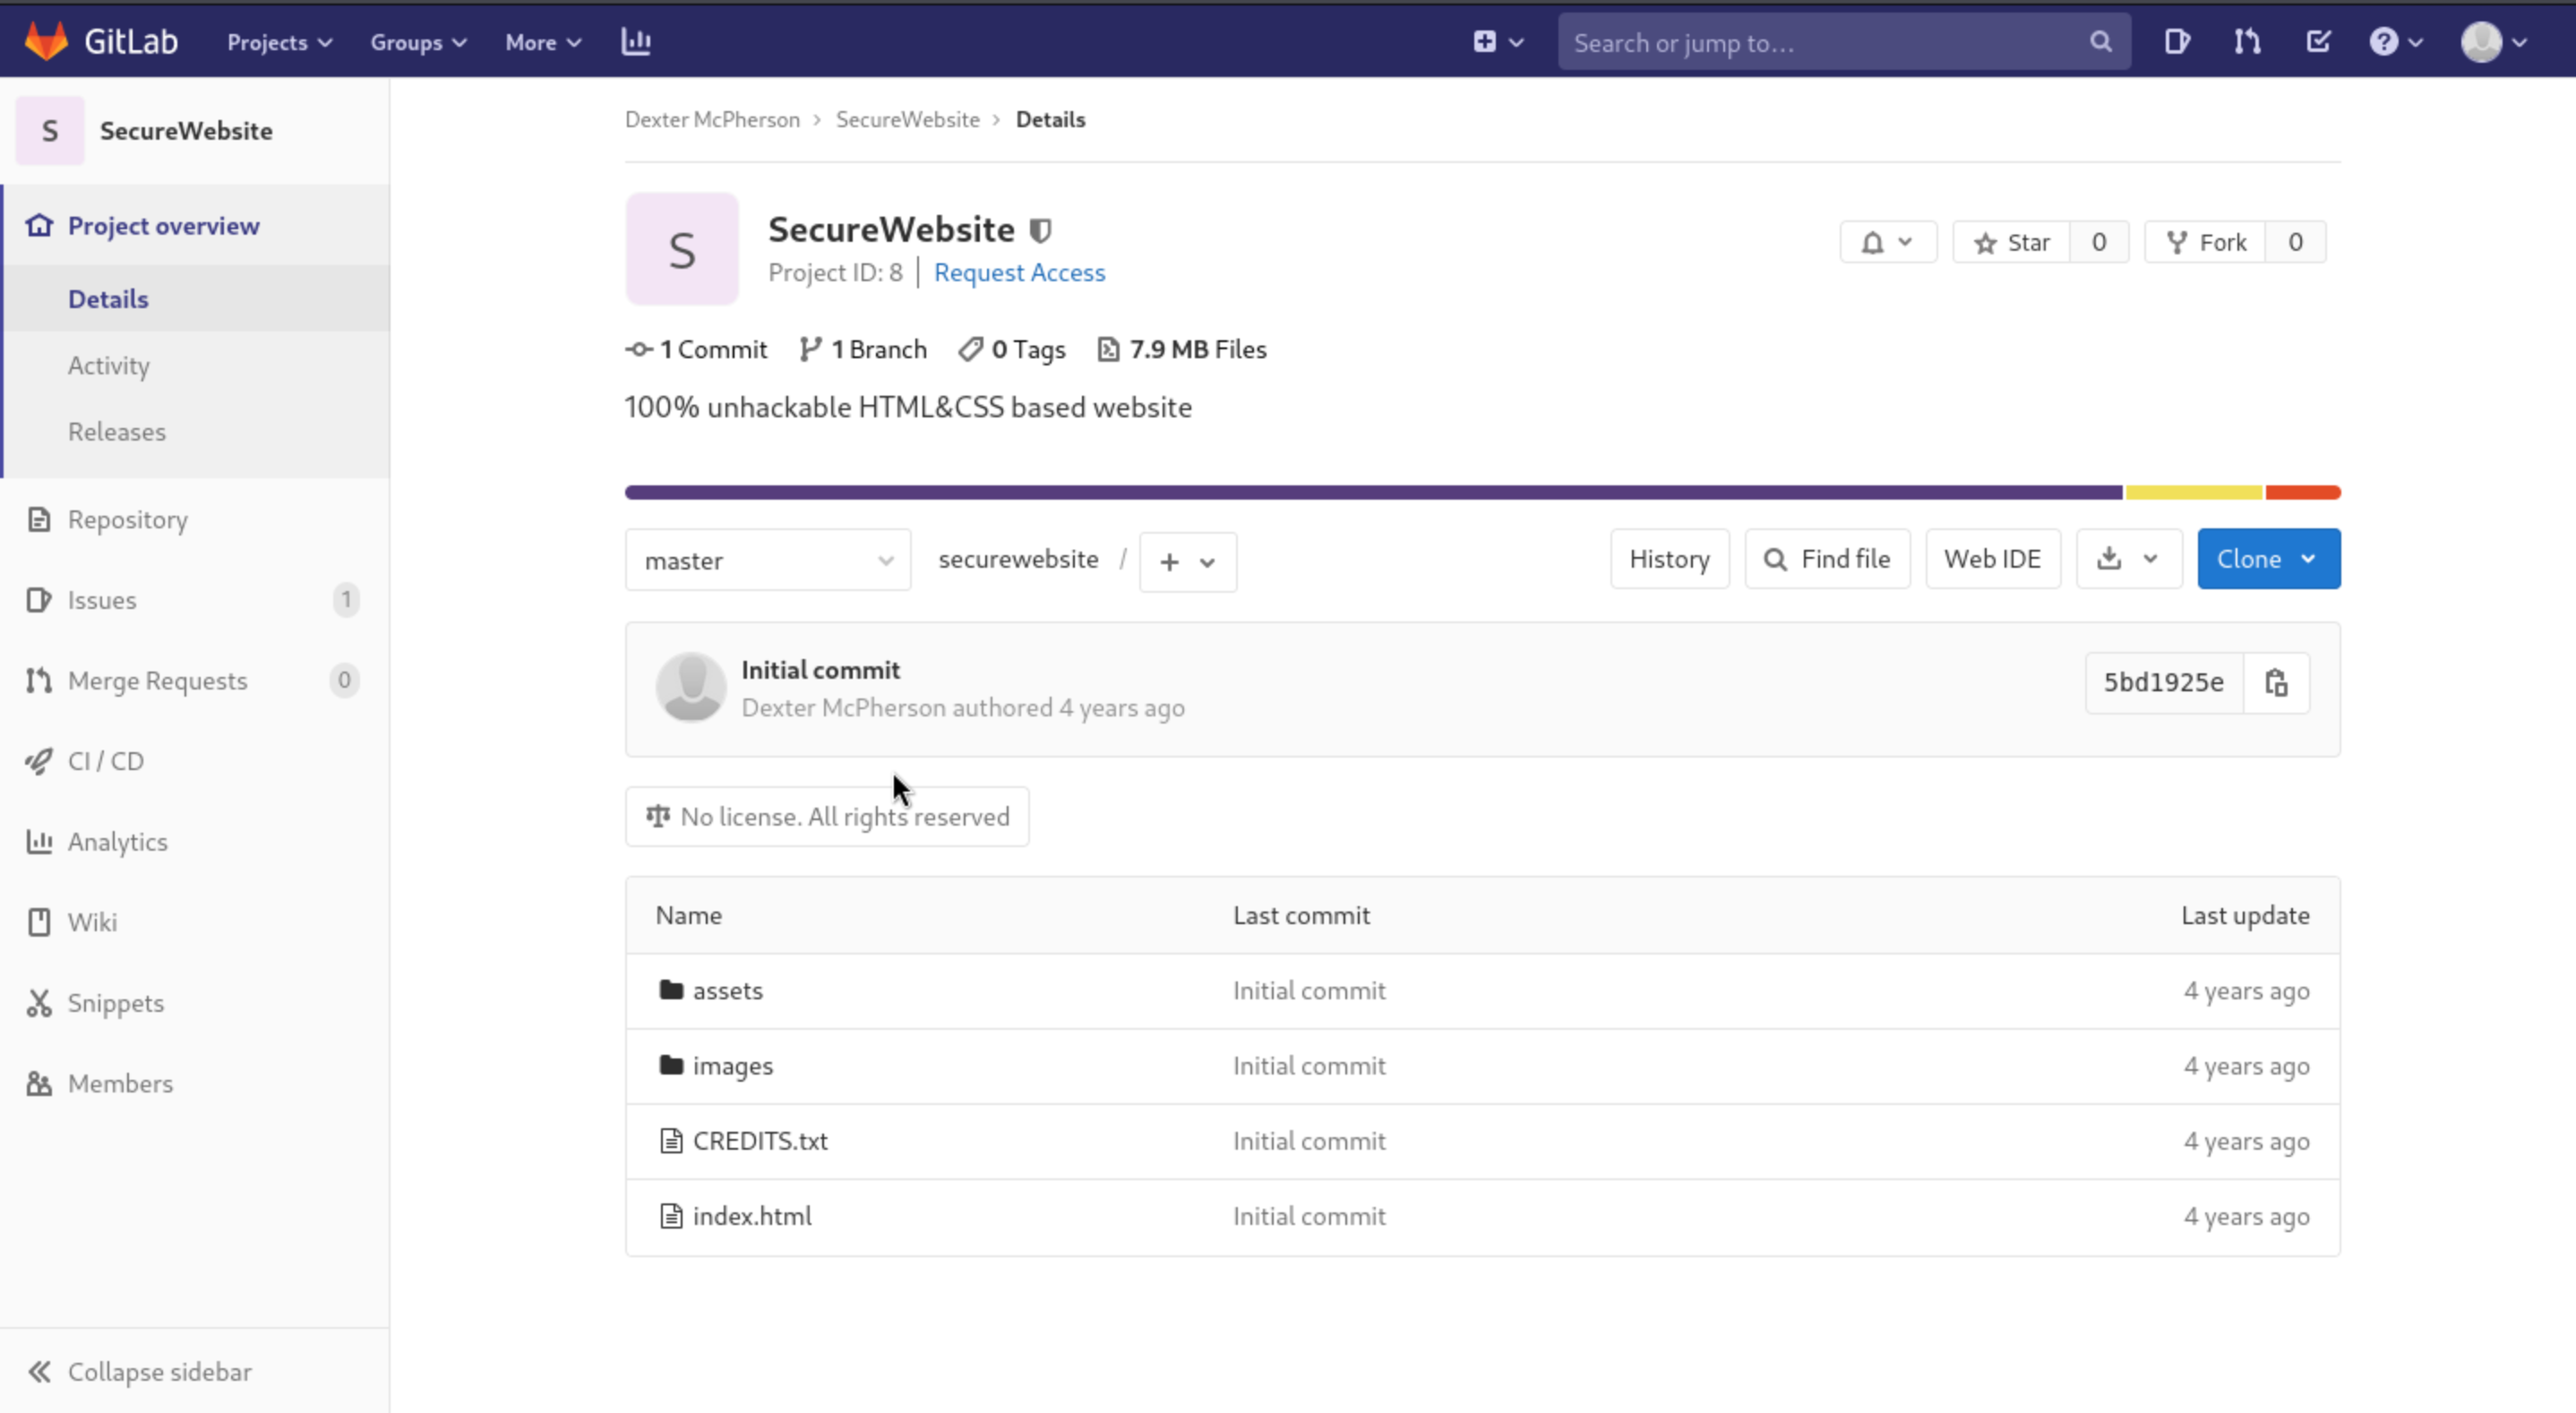 GitLab Projects Groups More Search or jump to...
S SecureWebsite
Project overview
Details
Activity
Releases
Repository
Issues 1
Merge Requests 0
CI / CD
Analytics
Wiki
Snippets
Members
Collapse sidebar
Dexter McPherson > SecureWebsite > Details
S
SecureWebsite
Project ID: 8 | Request Access
Star 0 Fork 0
1 Commit 1 Branch 0 Tags 7.9 MB Files
100% unhackable HTML&CSS based website
master securewebsite / + History Find file Web IDE Clone
Initial commit
Dexter McPherson authored 4 years ago
5bd1925e
No license. All rights reserved
Name Last commit Last update
assets Initial commit 4 years ago
images Initial commit 4 years ago
CREDITS.txt Initial commit 4 years ago
index.html Initial commit 4 years ago